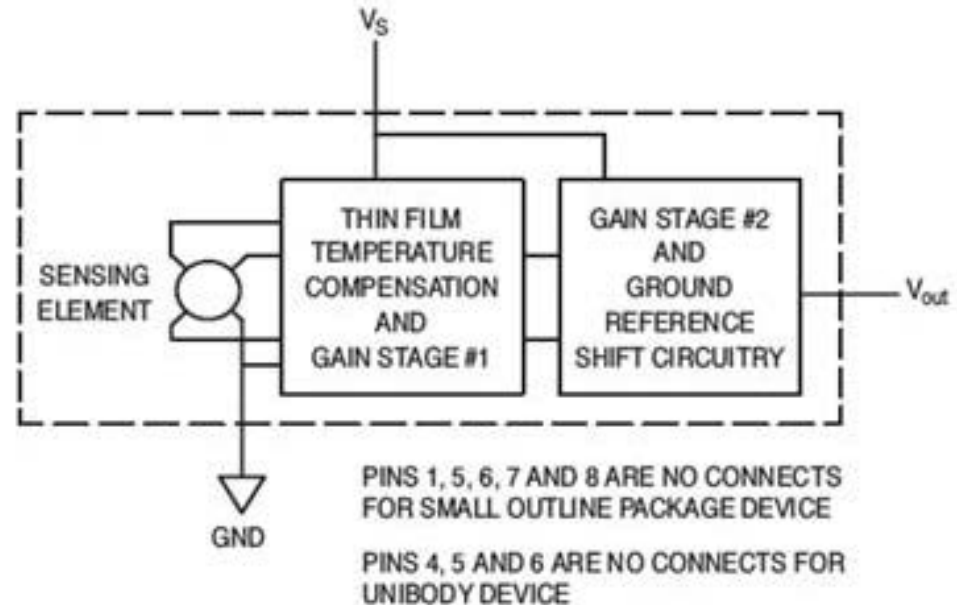 VS
SENSING
ELEMENT
THIN FILM
TEMPERATURE
COMPENSATION
AND
GAIN STAGE #1
GAIN STAGE #2
AND
GROUND
REFERENCE
SHIFT CIRCUITRY
Vout
GND
PINS 1, 5, 6, 7 AND 8 ARE NO CONNECTS
FOR SMALL OUTLINE PACKAGE DEVICE
PINS 4, 5 AND 6 ARE NO CONNECTS FOR
UNIBODY DEVICE